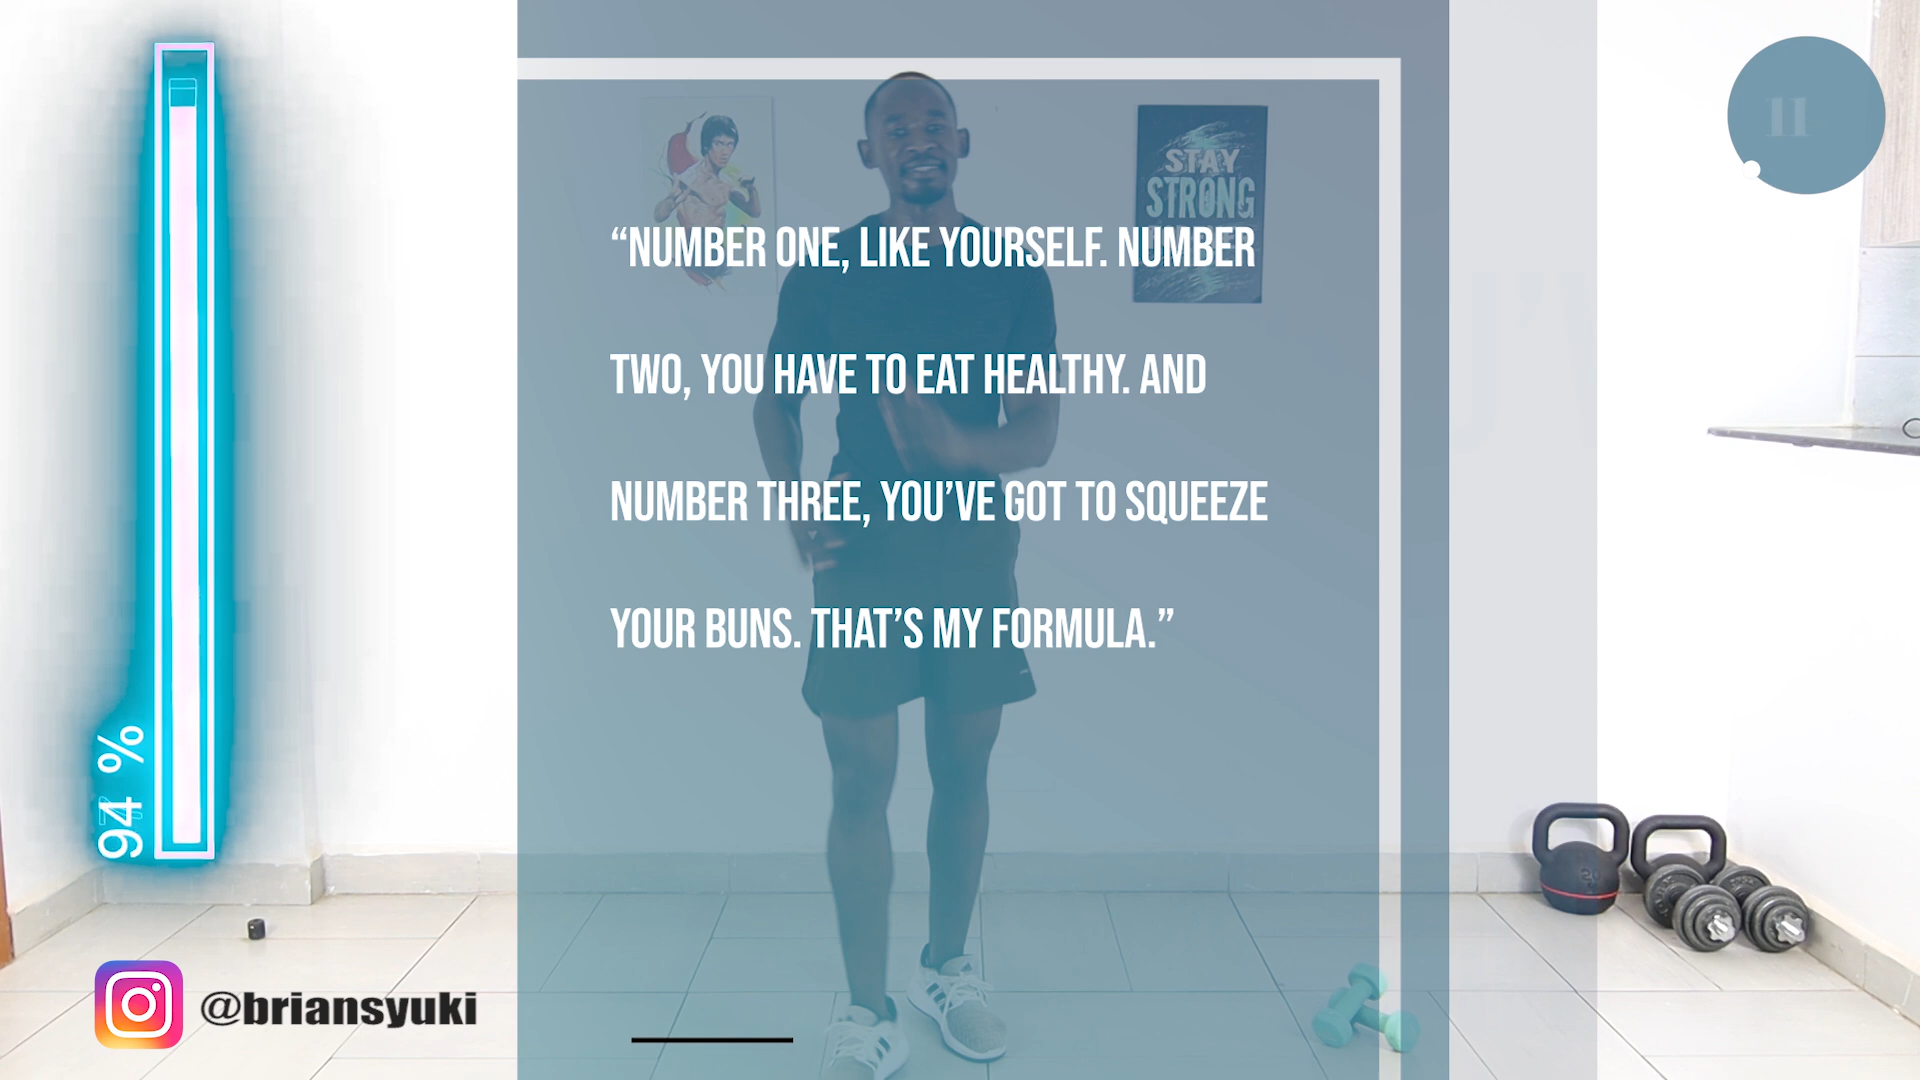 11
STAY
STRONG
“NUMBER ONE, LIKE YOURSELF. NUMBER
TWO, YOU HAVE TO EAT HEALTHY. AND
NUMBER THREE, YOU’VE GOT TO SQUEEZE
YOUR BUNS. THAT’S MY FORMULA.”
94 %
@briansyuki